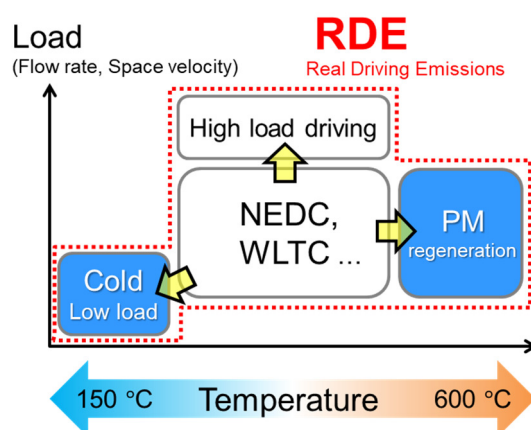 Load
(Flow rate, Space velocity)
RDE
Real Driving Emissions
High load driving
NEDC,
WLTC ...
PM
regeneration
Cold
Low load
150 °C
Temperature
600 °C